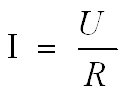 I = U / R